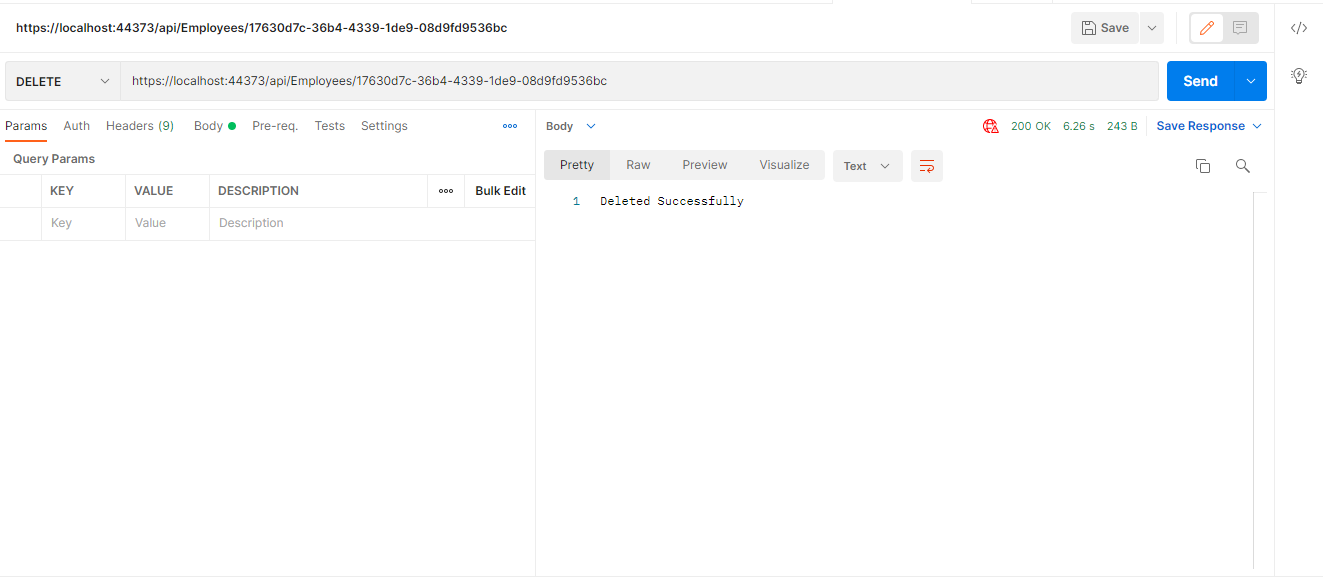 https://localhost:44373/api/Employees/17630d7c-36b4-4339-1de9-08d9fd9536bc
Save
DELETE
https://localhost:44373/api/Employees/17630d7c-36b4-4339-1de9-08d9fd9536bc
Send
Params Auth Headers (9) Body Pre-req. Tests Settings
Body
200 OK 6.26 s 243 B Save Response
Query Params
Pretty Raw Preview Visualize Text
KEY VALUE DESCRIPTION Bulk Edit
1 Deleted Successfully
Key Value Description